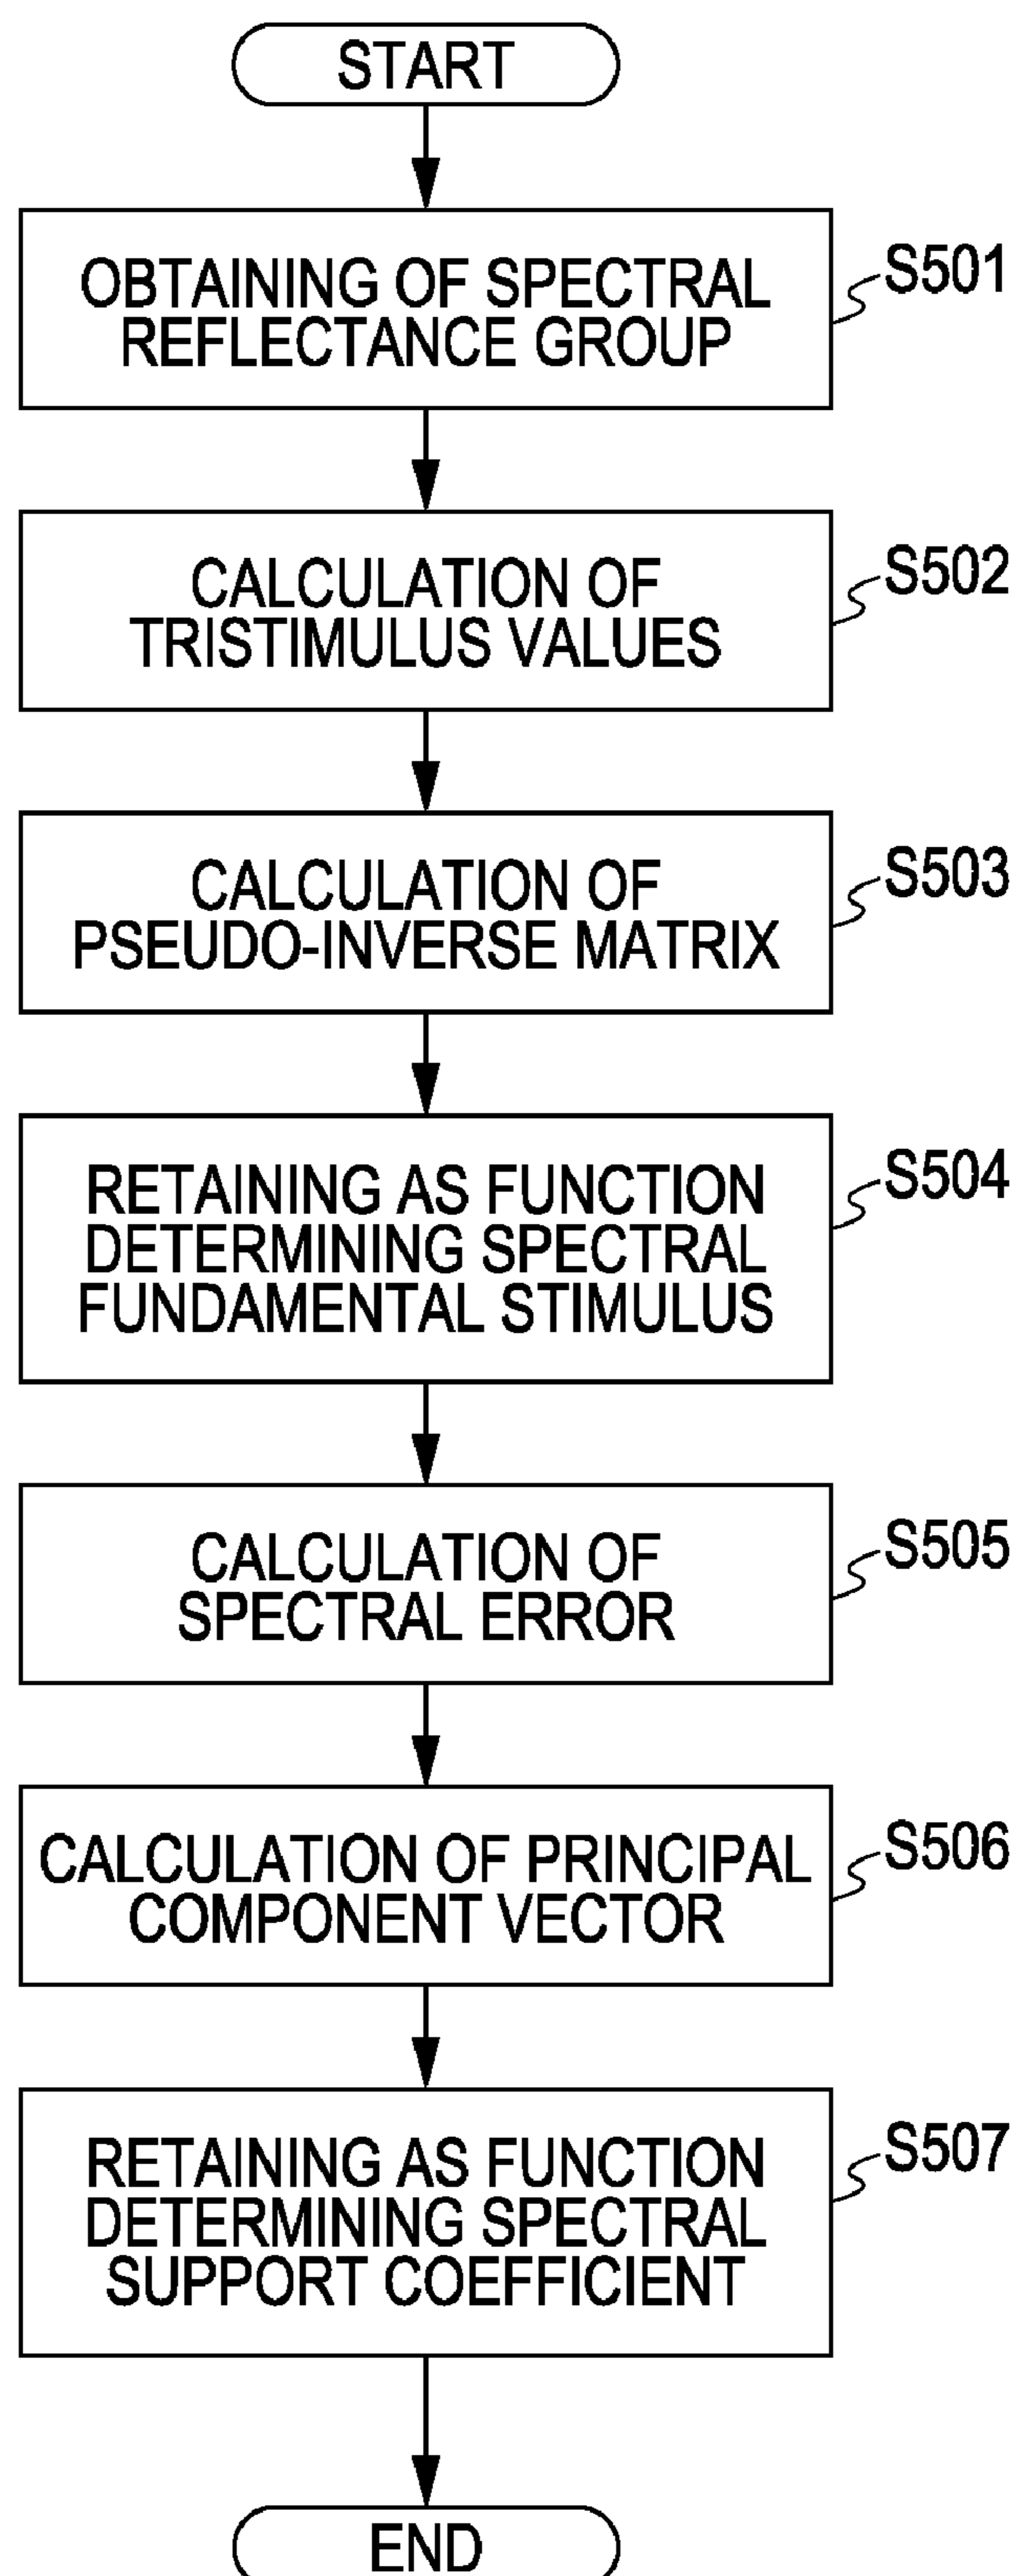 START
OBTAINING OF SPECTRAL
REFLECTANCE GROUP
S501
CALCULATION OF
TRISTIMULUS VALUES
S502
CALCULATION OF
PSEUDO-INVERSE MATRIX
S503
RETAINING AS FUNCTION
DETERMINING SPECTRAL
FUNDAMENTAL STIMULUS
S504
CALCULATION OF
SPECTRAL ERROR
S505
CALCULATION OF PRINCIPAL
COMPONENT VECTOR
S506
RETAINING AS FUNCTION
DETERMINING SPECTRAL
SUPPORT COEFFICIENT
S507
END